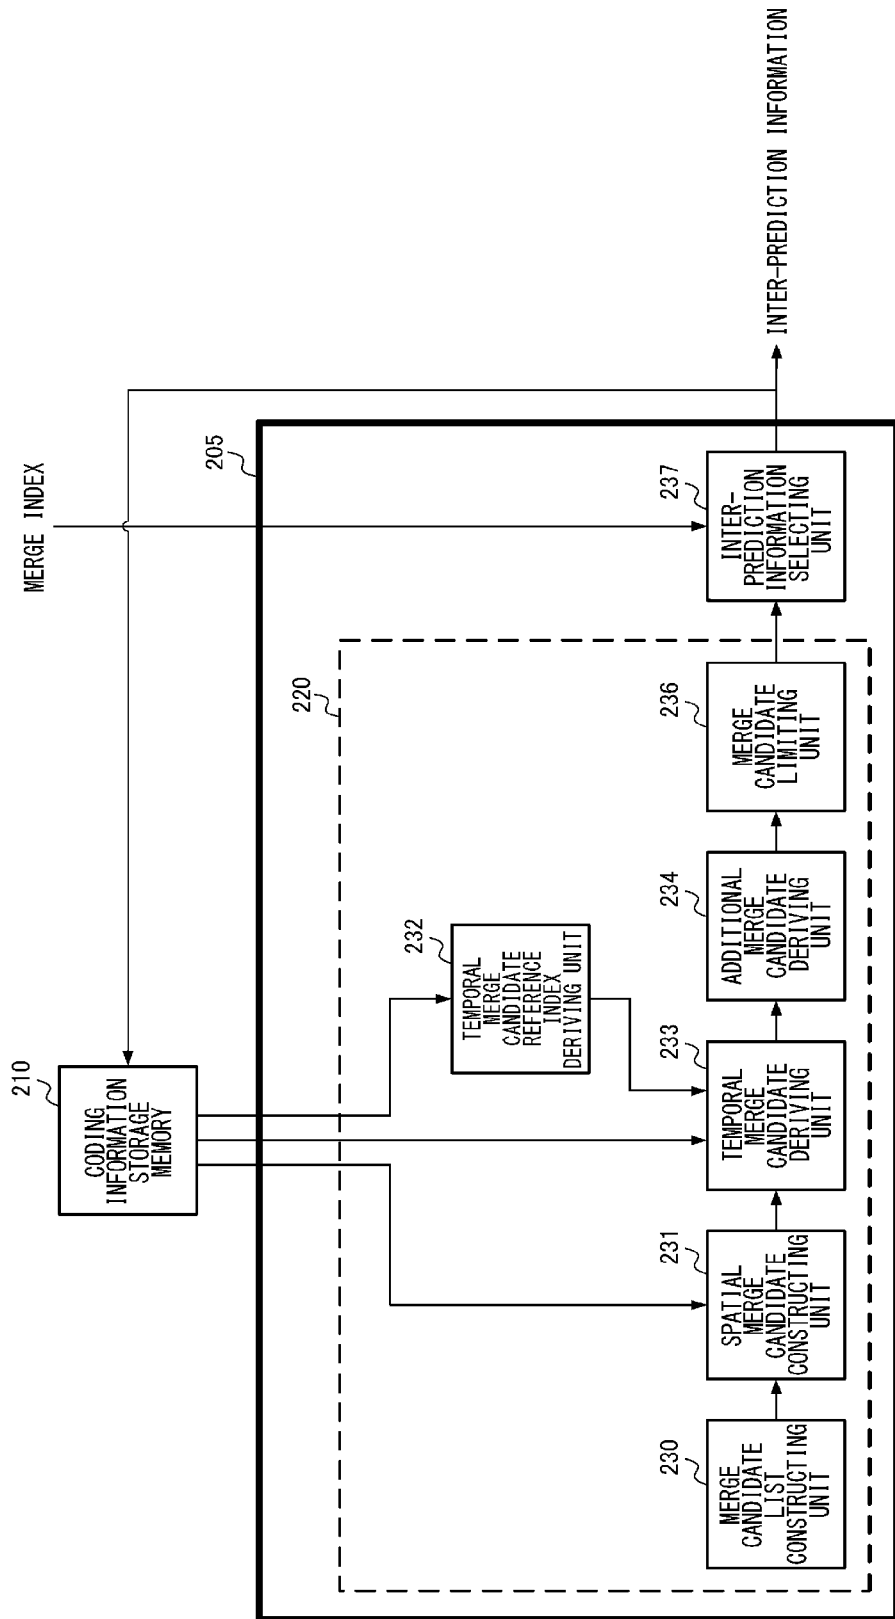 MERGE INDEX
210
CODING
INFORMATION
STORAGE
MEMORY
205
220
232
TEMPORAL
MERGE
CANDIDATE
REFERENCE
INDEX
DERIVING UNIT
230
MERGE
CANDIDATE
LIST
CONSTRUCTING
UNIT
231
SPATIAL
MERGE
CANDIDATE
CONSTRUCTING
UNIT
233
TEMPORAL
MERGE
CANDIDATE
DERIVING
UNIT
234
ADDITIONAL
MERGE
CANDIDATE
DERIVING
UNIT
236
MERGE
CANDIDATE
LIMITING
UNIT
237
INTER-
PREDICTION
INFORMATION
SELECTING
UNIT
INTER-PREDICTION INFORMATION